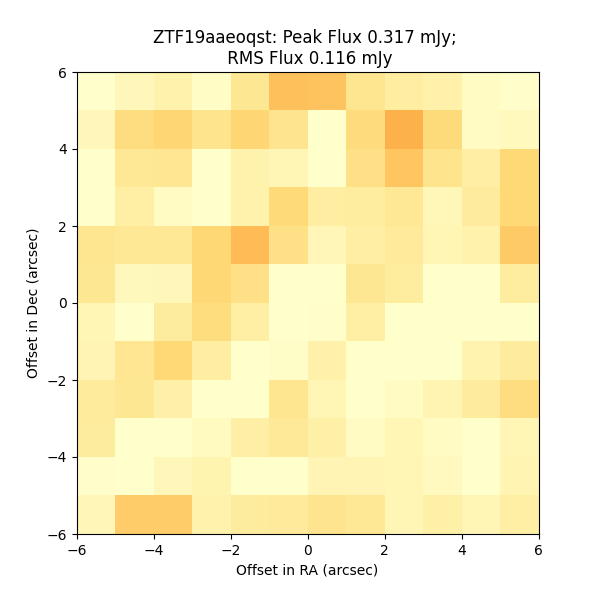 ZTF19aaeoqst: Peak Flux 0.317 mJy;
RMS Flux 0.116 mJy
6
4
2
0
−2
−4
−6
Offset in Dec (arcsec)
−6 −4 −2 0 2 4 6
Offset in RA (arcsec)